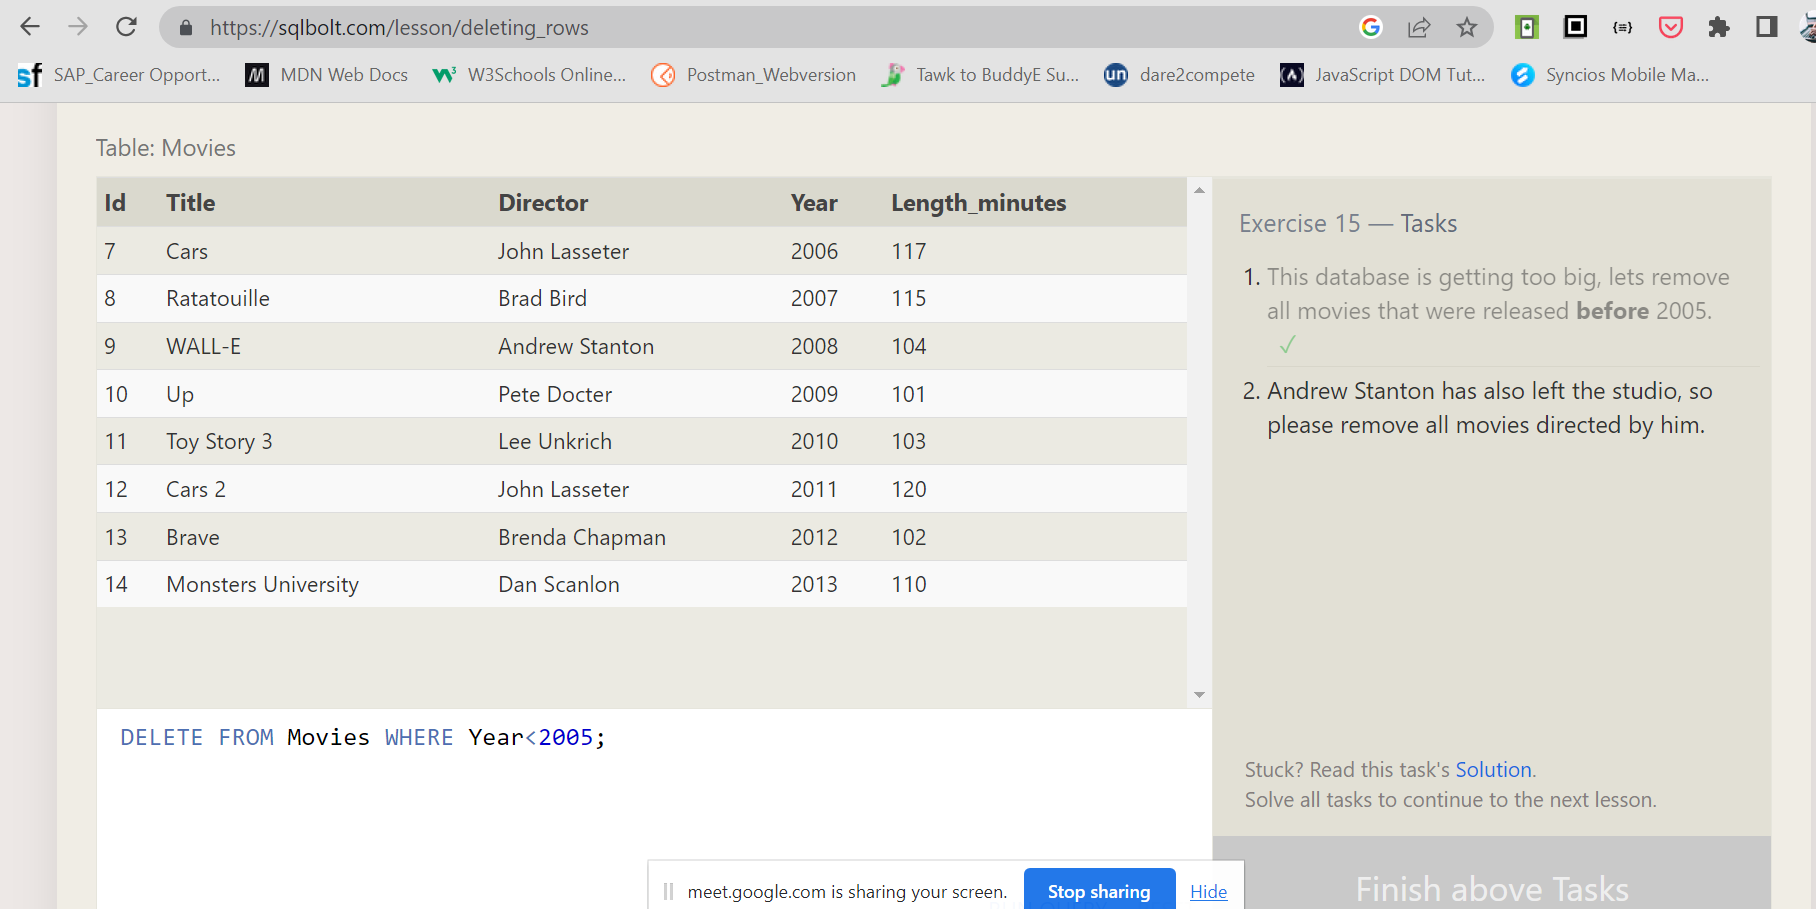 https://sqlbolt.com/lesson/deleting_rows
SAP_Career Opport... MDN Web Docs W3Schools Online... Postman_Webversion Tawk to BuddyE Su... dare2compete JavaScript DOM Tut... Syncios Mobile Ma...
Table: Movies
Id Title Director Year Length_minutes
7 Cars John Lasseter 2006 117
8 Ratatouille Brad Bird 2007 115
9 WALL-E Andrew Stanton 2008 104
10 Up Pete Docter 2009 101
11 Toy Story 3 Lee Unkrich 2010 103
12 Cars 2 John Lasseter 2011 120
13 Brave Brenda Chapman 2012 102
14 Monsters University Dan Scanlon 2013 110
DELETE FROM Movies WHERE Year<2005;
Exercise 15 — Tasks
1. This database is getting too big, lets remove
all movies that were released before 2005.
✓
2. Andrew Stanton has also left the studio, so
please remove all movies directed by him.
Stuck? Read this task's Solution.
Solve all tasks to continue to the next lesson.
Finish above Tasks
meet.google.com is sharing your screen. Stop sharing Hide